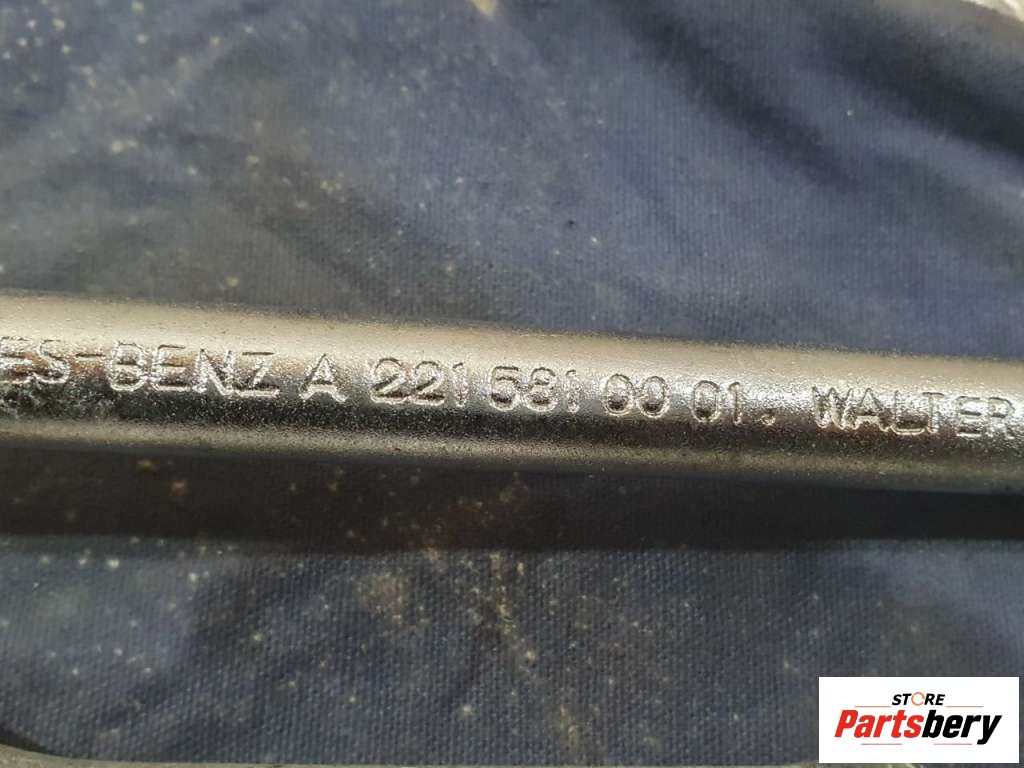 ES-BENZ A 221 581 00 01. WALTER
STORE
Partsbery